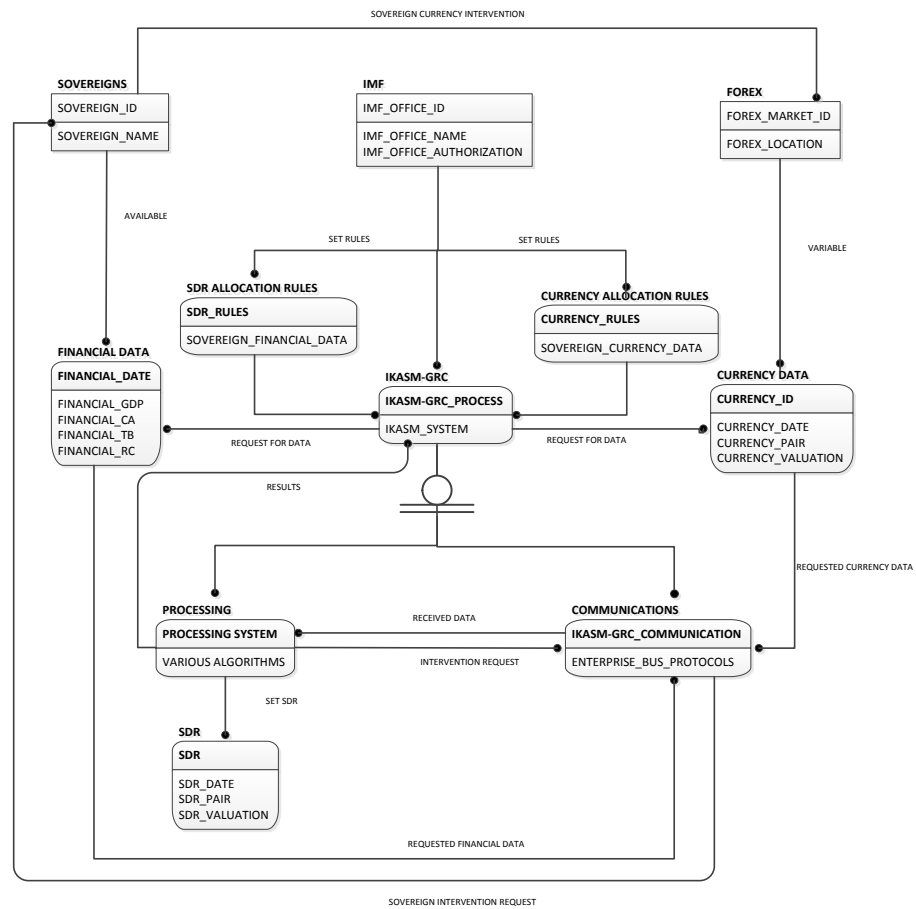 SOVEREIGN CURRENCY INTERVENTION
SOVEREIGNS
SOVEREIGN_ID
SOVEREIGN_NAME
IMF
IMF_OFFICE_ID
IMF_OFFICE_NAME
IMF_OFFICE_AUTHORIZATION
FOREX
FOREX_MARKET_ID
FOREX_LOCATION
AVAILABLE
SET RULES
SET RULES
VARIABLE
SDR ALLOCATION RULES
SDR_RULES
SOVEREIGN_FINANCIAL_DATA
CURRENCY ALLOCATION RULES
CURRENCY_RULES
SOVEREIGN_CURRENCY_DATA
FINANCIAL DATA
FINANCIAL_DATE
FINANCIAL_GDP
FINANCIAL_CA
FINANCIAL_TB
FINANCIAL_RC
IKASM-GRC
IKASM-GRC_PROCESS
IKASM_SYSTEM
CURRENCY DATA
CURRENCY_ID
CURRENCY_DATE
CURRENCY_PAIR
CURRENCY_VALUATION
REQUEST FOR DATA
REQUEST FOR DATA
RESULTS
REQUESTED CURRENCY DATA
PROCESSING
PROCESSING SYSTEM
VARIOUS ALGORITHMS
RECEIVED DATA
INTERVENTION REQUEST
COMMUNICATIONS
IKASM-GRC_COMMUNICATION
ENTERPRISE_BUS_PROTOCOLS
SET SDR
SDR
SDR
SDR_DATE
SDR_PAIR
SDR_VALUATION
REQUESTED FINANCIAL DATA
SOVEREIGN INTERVENTION REQUEST